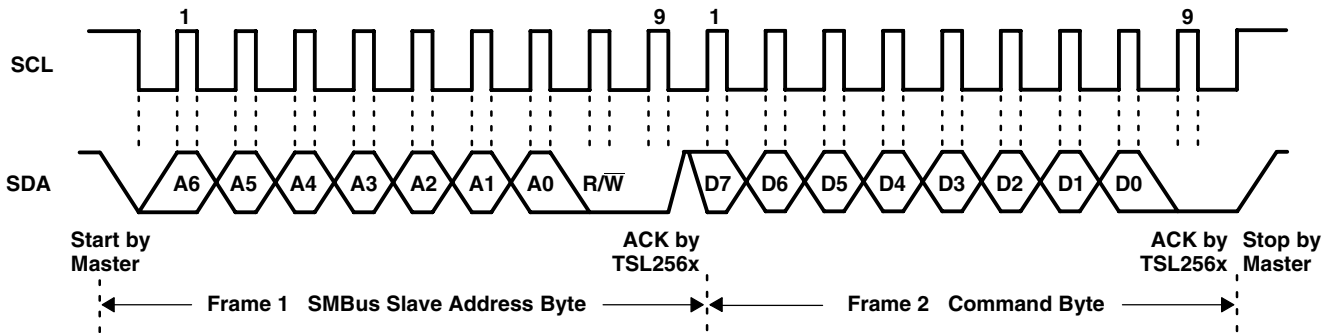 1 9 1 9
SCL
SDA A6 A5 A4 A3 A2 A1 A0 R/W̅ D7 D6 D5 D4 D3 D2 D1 D0
Start by Master
ACK by TSL256x
ACK by TSL256x
Stop by Master
Frame 1 SMBus Slave Address Byte
Frame 2 Command Byte